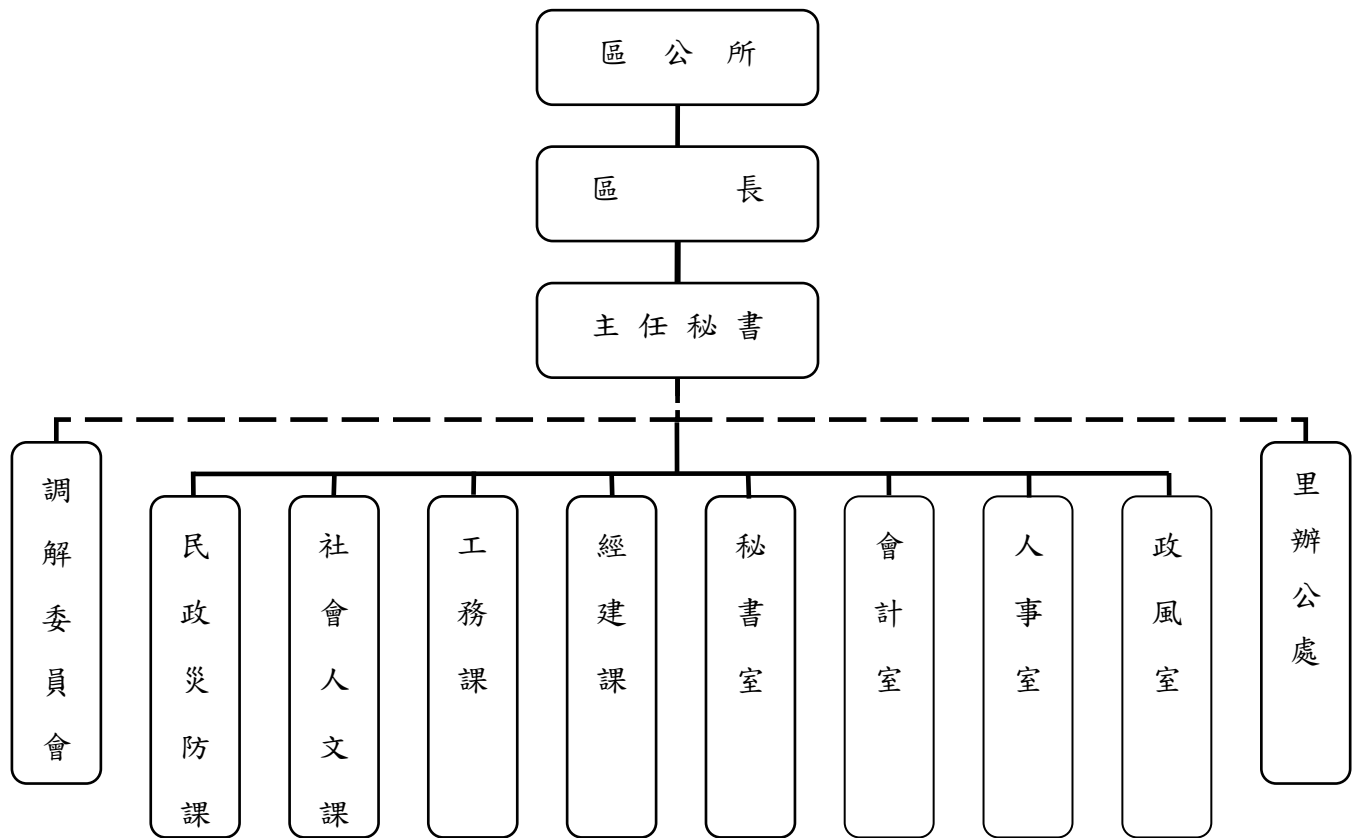 區公所
區長
主任秘書
調解委員會
民政災防課
社會人文課
工務課
經建課
秘書室
會計室
人事室
政風室
里辦公處